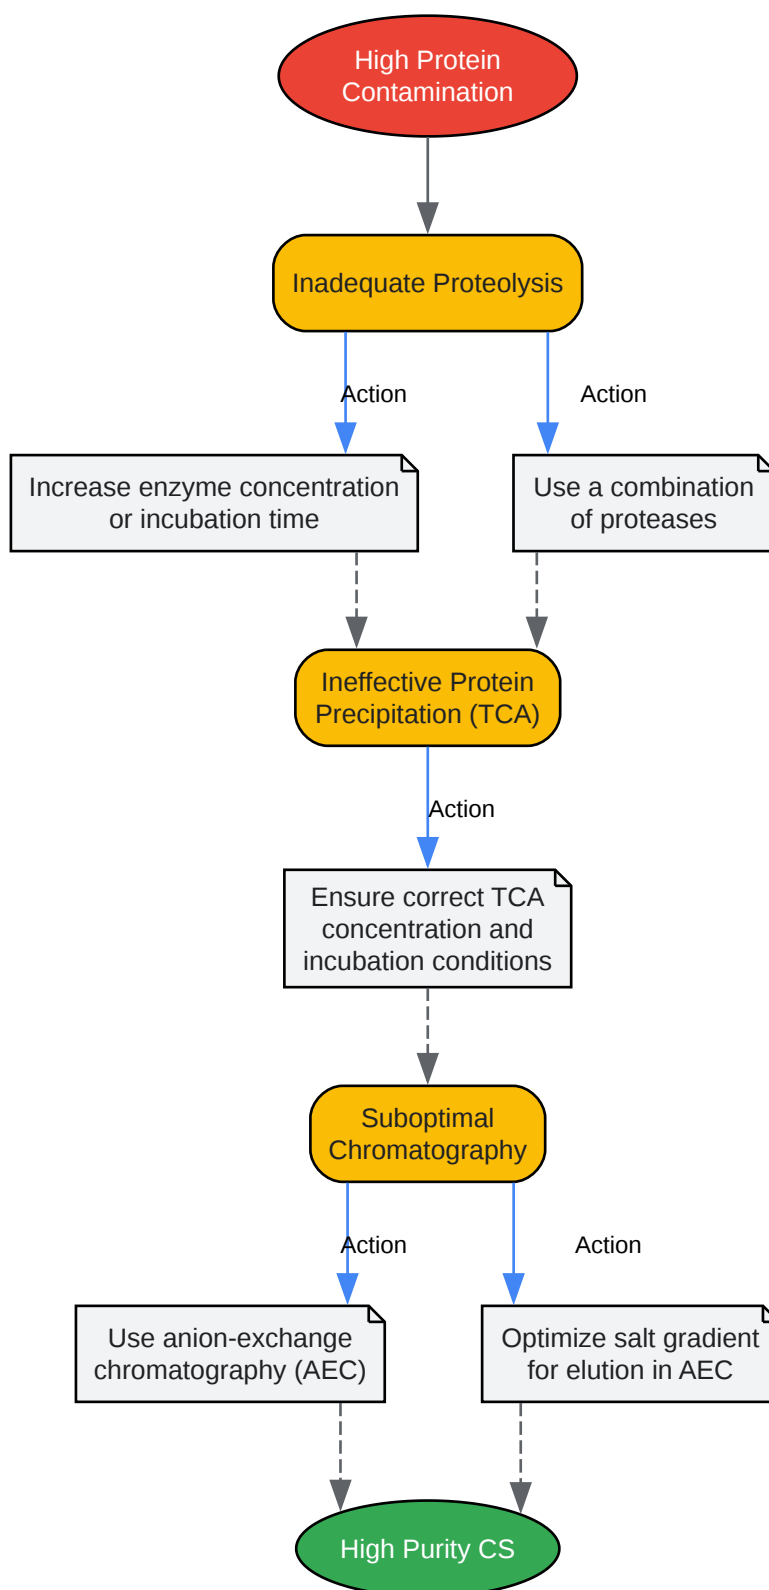 High Protein
Contamination
Inadequate Proteolysis
Action
Action
Increase enzyme concentration
or incubation time
Use a combination
of proteases
Ineffective Protein
Precipitation (TCA)
Action
Ensure correct TCA
concentration and
incubation conditions
Suboptimal
Chromatography
Action
Action
Use anion-exchange
chromatography (AEC)
Optimize salt gradient
for elution in AEC
High Purity CS